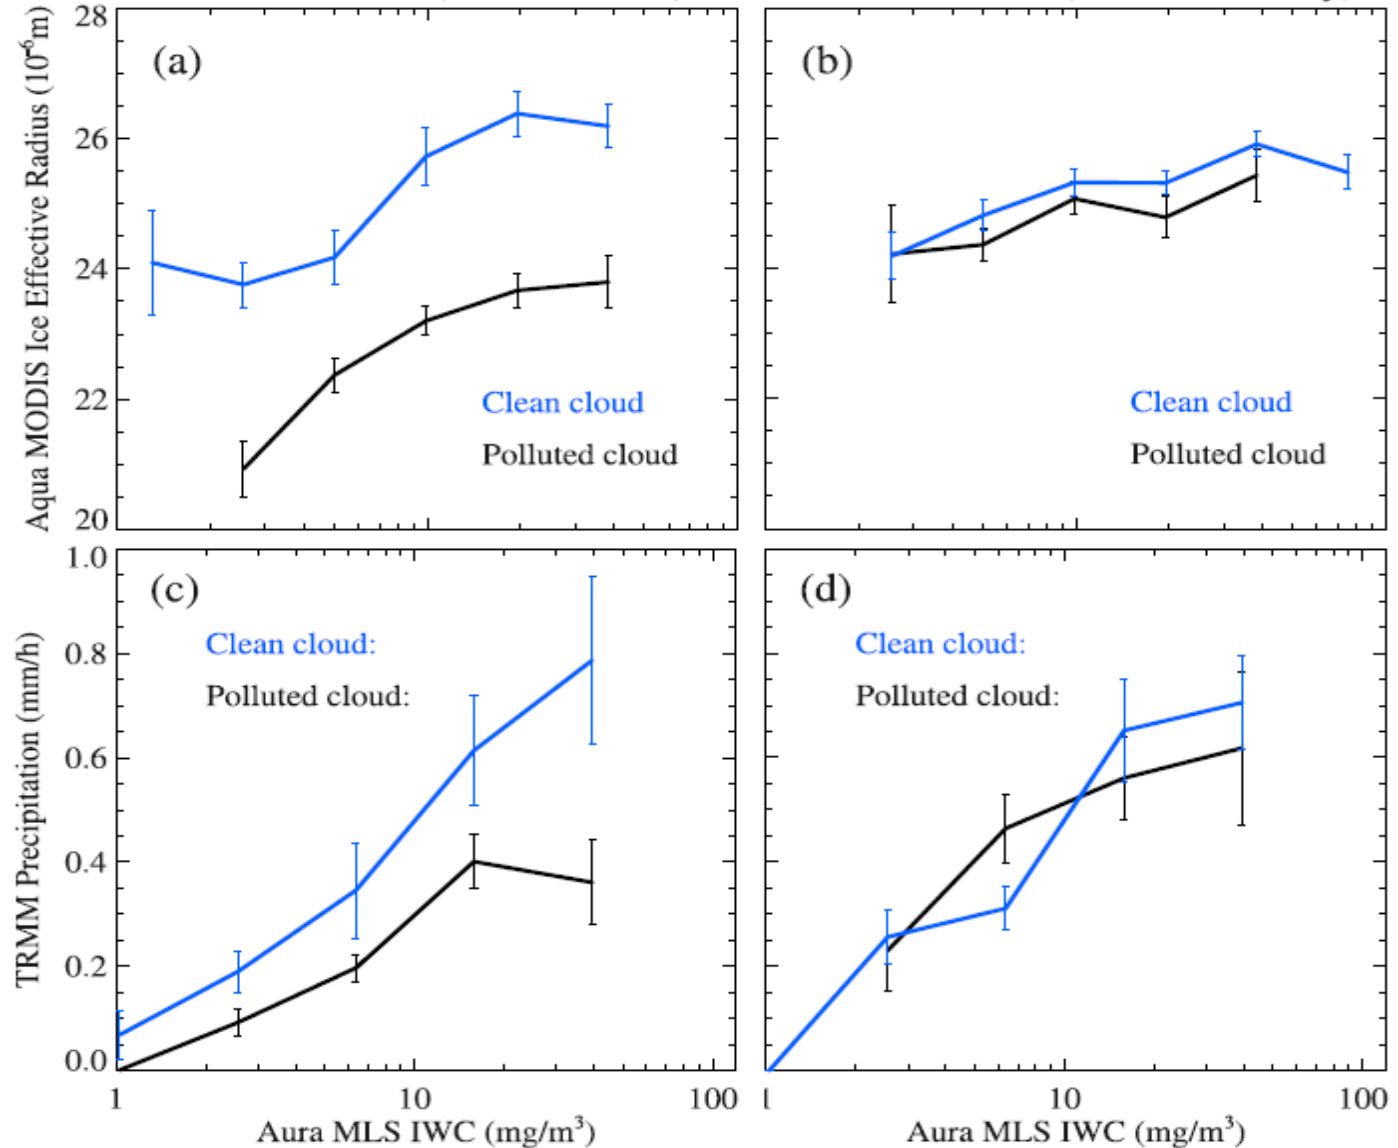 28
26
24
22
20
Aqua MODIS Ice Effective Radius (10⁻⁶m)
(a)
Clean cloud
Polluted cloud
(b)
Clean cloud
Polluted cloud
1.0
0.8
0.6
0.4
0.2
0.0
TRMM Precipitation (mm/h)
(c)
Clean cloud:
Polluted cloud:
(d)
Clean cloud:
Polluted cloud:
1 10 100
1 10 100
Aura MLS IWC (mg/m³)
Aura MLS IWC (mg/m³)